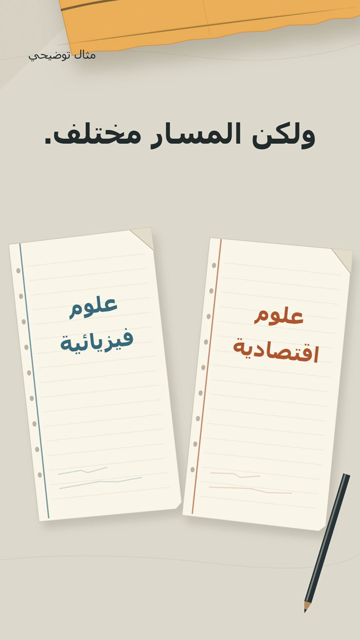 مثال توضيحي
ولكن المسار مختلف.
علوم
اقتصادية
علوم
فيزيائية